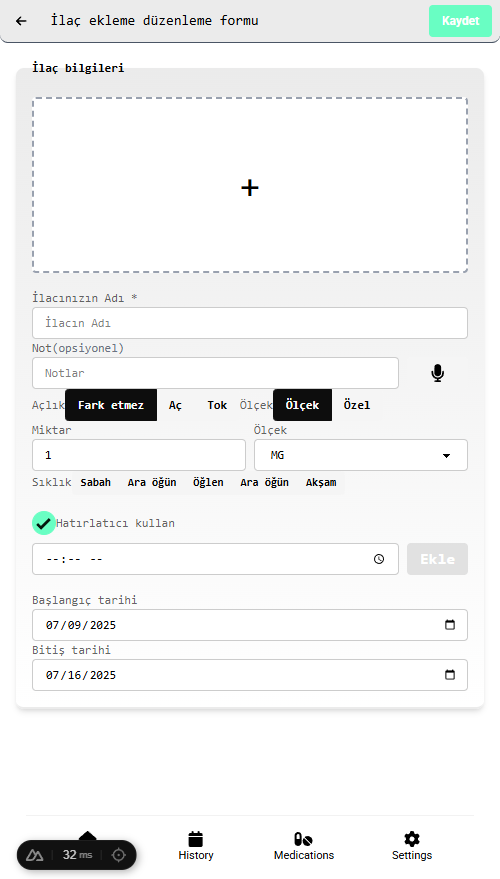 İlaç ekleme düzenleme formu Kaydet
İlaç bilgileri
+
İlacınızın Adı *
İlacın Adı
Not(opsiyonel)
Notlar
Açlık Fark etmez Aç Tok Ölçek Ölçek Özel
Miktar Ölçek
1 MG
Sıklık Sabah Ara öğün Öğlen Ara öğün Akşam
Hatırlatıcı kullan
--:-- -- Ekle
Başlangıç tarihi
07/09/2025
Bitiş tarihi
07/16/2025
History Medications Settings
32 ms